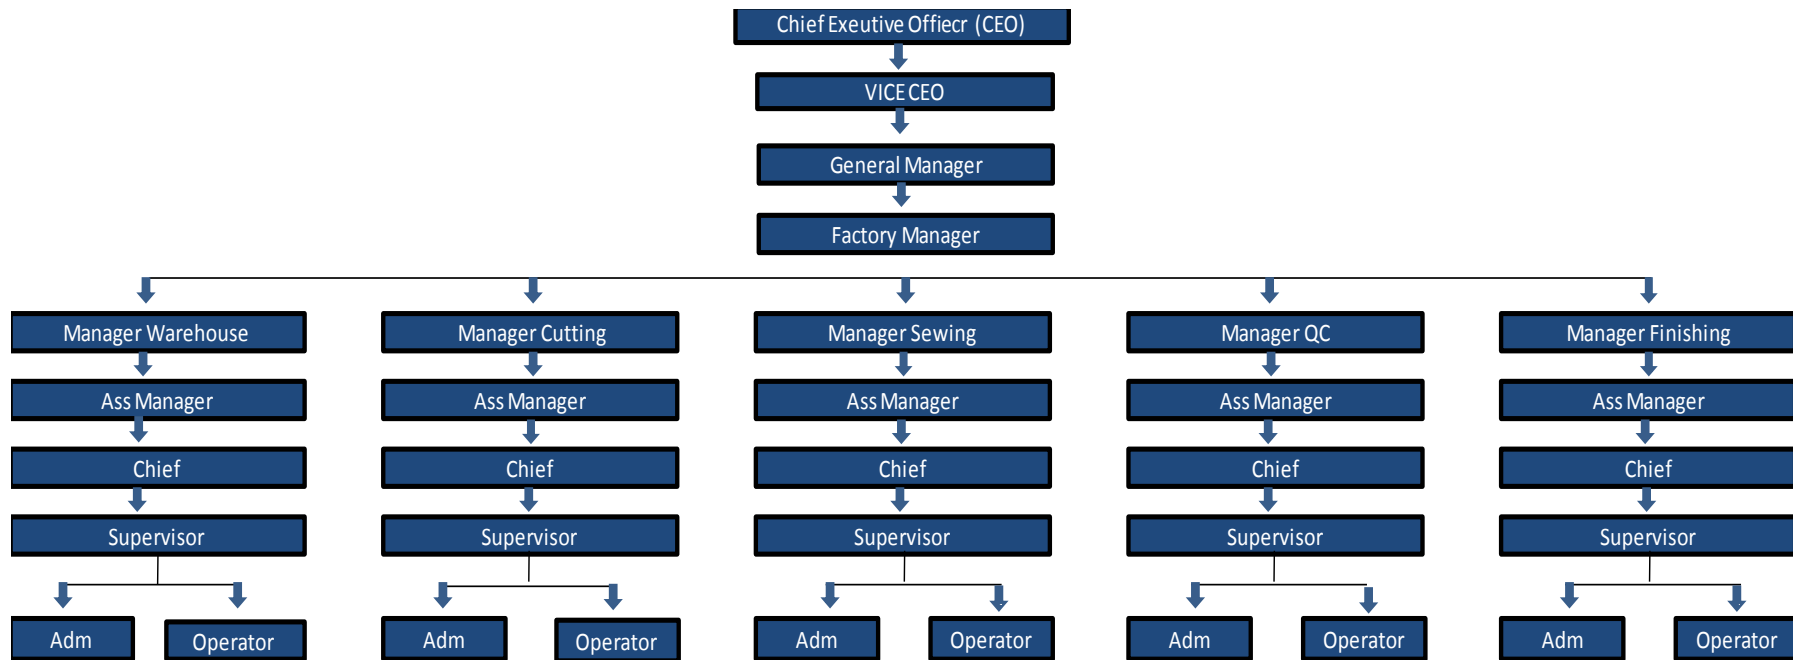 Chief Exeutive Offiecr (CEO)
VICE CEO
General Manager
Factory Manager
Manager Warehouse
Manager Cutting
Manager Sewing
Manager QC
Manager Finishing
Ass Manager
Ass Manager
Ass Manager
Ass Manager
Ass Manager
Chief
Chief
Chief
Chief
Chief
Supervisor
Supervisor
Supervisor
Supervisor
Supervisor
Adm
Operator
Adm
Operator
Adm
Operator
Adm
Operator
Adm
Operator